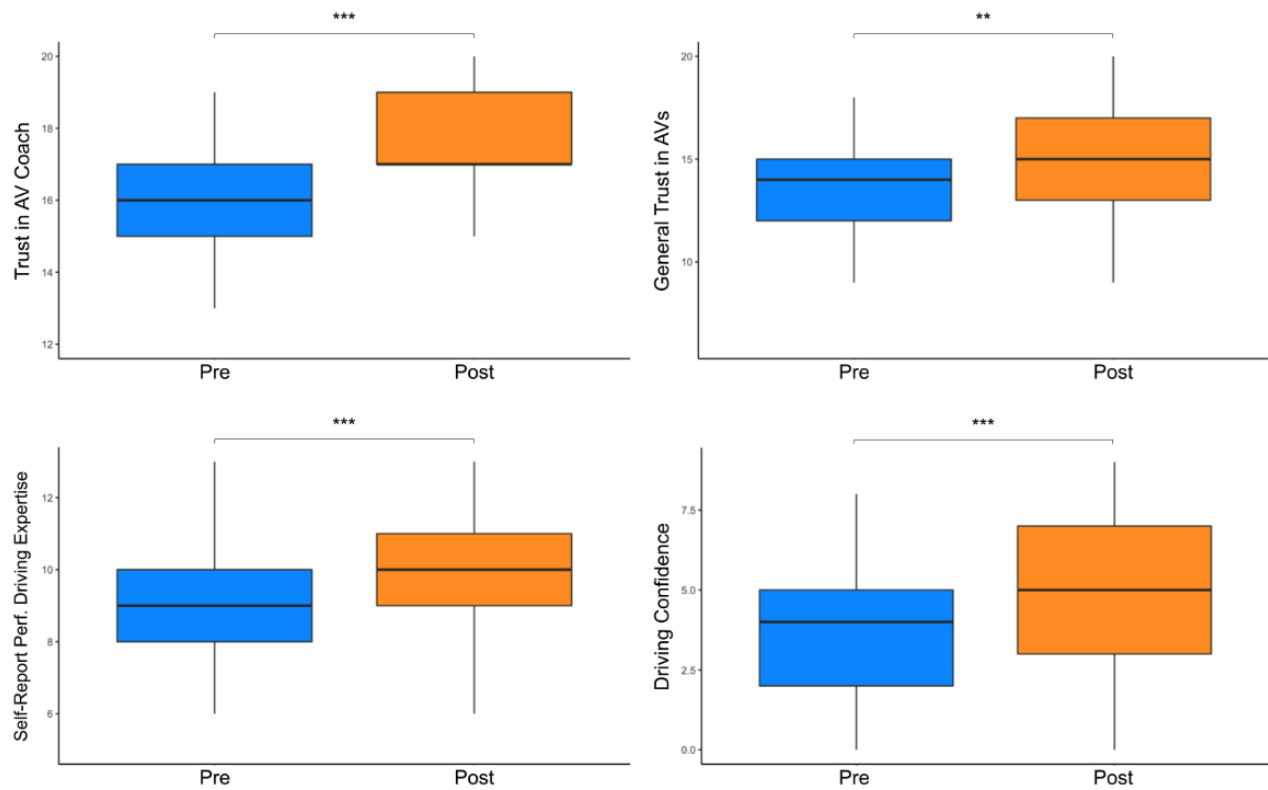 ***
Trust in AV Coach
20
18
16
14
12
Pre Post
**
General Trust in AVs
20
15
10
Pre Post
***
Self-Report Perf. Driving Expertise
12
10
8
6
Pre Post
***
Driving Confidence
7.5
5.0
2.5
0.0
Pre Post